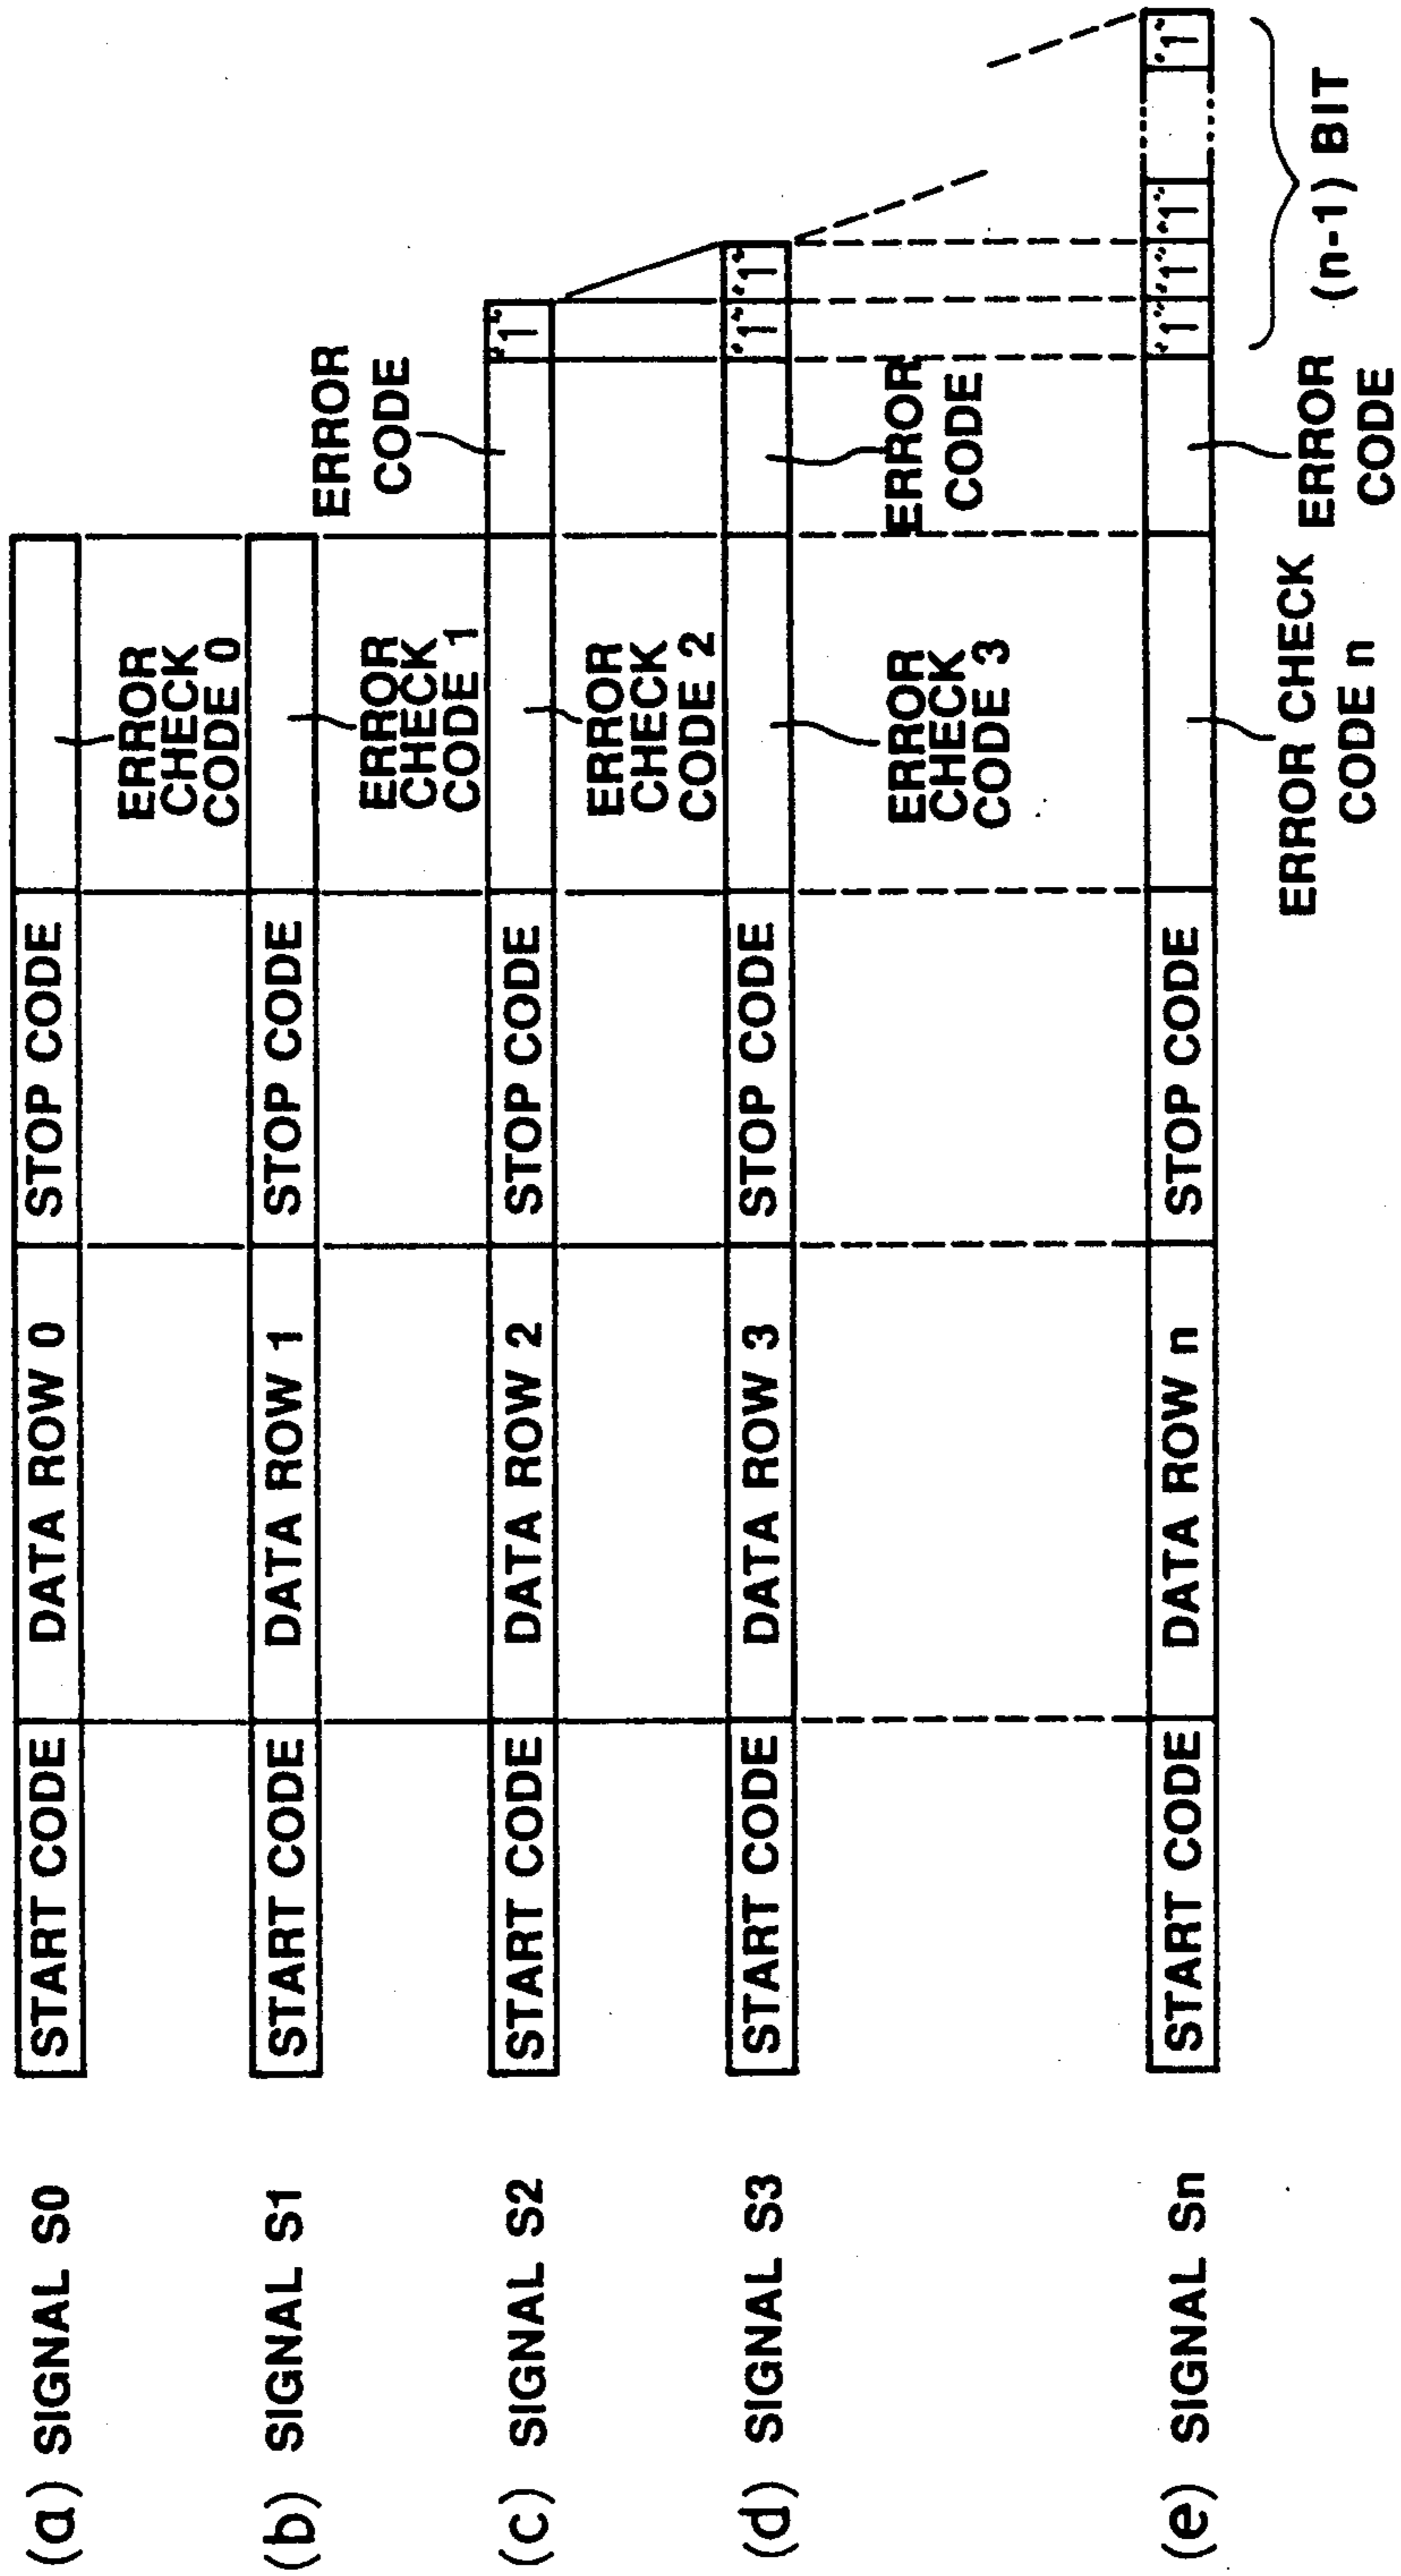 (a) SIGNAL S0
START CODE
DATA ROW 0
STOP CODE
ERROR
CHECK
CODE 0
(b) SIGNAL S1
START CODE
DATA ROW 1
STOP CODE
ERROR
CHECK
CODE 1
(c) SIGNAL S2
START CODE
DATA ROW 2
STOP CODE
ERROR
CHECK
CODE 2
ERROR
CODE
"1"
(d) SIGNAL S3
START CODE
DATA ROW 3
STOP CODE
ERROR
CHECK
CODE 3
ERROR
CODE
"1" "1"
(e) SIGNAL Sn
START CODE
DATA ROW n
STOP CODE
ERROR CHECK
CODE n
ERROR
CODE
"1" "1" "1" "1"
(n-1) BIT